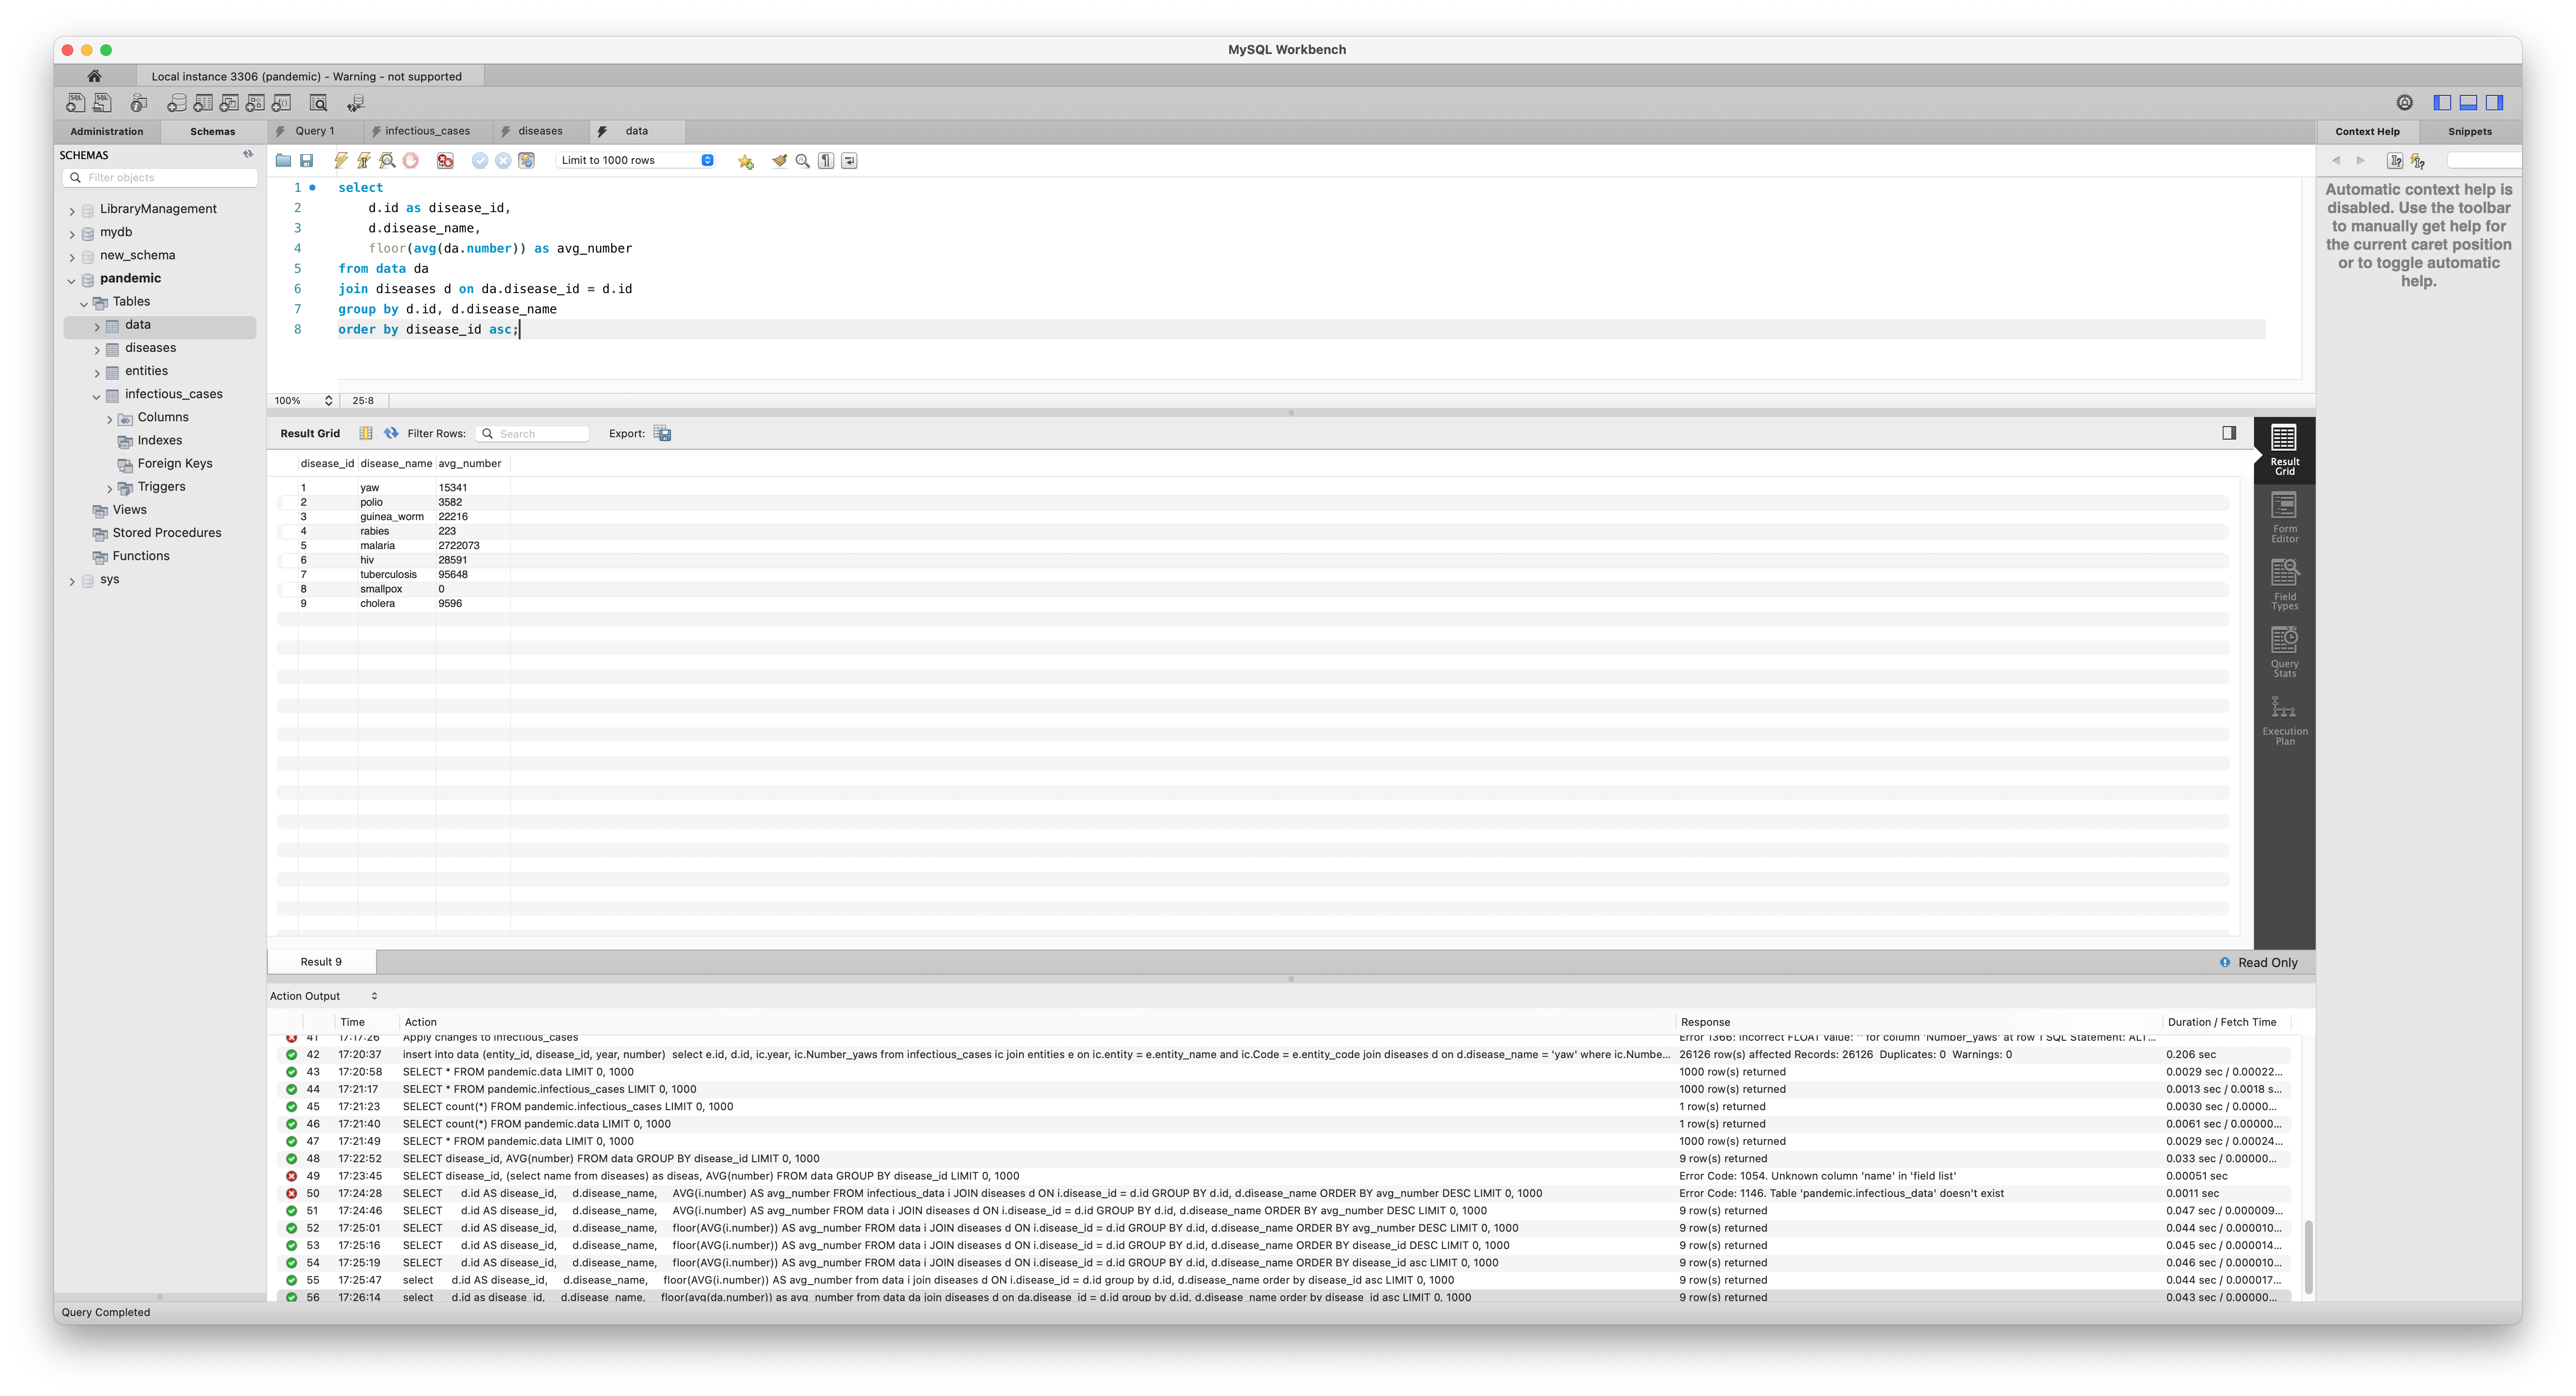 MySQL Workbench
Local instance 3306 (pandemic) - Warning - not supported
Administration
Schemas
Query 1
infectious_cases
diseases
data
Context Help
Snippets
SCHEMAS
Filter objects
LibraryManagement
mydb
new_schema
pandemic
Tables
data
diseases
entities
infectious_cases
Columns
Indexes
Foreign Keys
Triggers
Views
Stored Procedures
Functions
sys
Limit to 1000 rows
1 select
2 d.id as disease_id,
3 d.disease_name,
4 floor(avg(da.number)) as avg_number
5 from data da
6 join diseases d on da.disease_id = d.id
7 group by d.id, d.disease_name
8 order by disease_id asc;
100% 25:8
Automatic context help is
disabled. Use the toolbar
to manually get help for
the current caret position
or to toggle automatic
help.
Result Grid Filter Rows: Search Export:
disease_id disease_name avg_number
1 yaw 15341
2 polio 3582
3 guinea_worm 22216
4 rabies 223
5 malaria 2722073
6 hiv 28591
7 tuberculosis 95648
8 smallpox 0
9 cholera 9596
Result
Grid
Form
Editor
Field
Types
Query
Stats
Execution
Plan
Result 9
Read Only
Action Output
Time Action Response Duration / Fetch Time
41 17:17:26 Apply changes to infectious_cases Error 1366: Incorrect FLOAT value: '' for column 'Number_yaws' at row 1 SQL Statement: ALT...
42 17:20:37 insert into data (entity_id, disease_id, year, number) select e.id, d.id, ic.year, ic.Number_yaws from infectious_cases ic join entities e on ic.entity = e.entity_name and ic.Code = e.entity_code join diseases d on d.disease_name = 'yaw' where ic.Numbe... 26126 row(s) affected Records: 26126 Duplicates: 0 Warnings: 0 0.206 sec
43 17:20:58 SELECT * FROM pandemic.data LIMIT 0, 1000 1000 row(s) returned 0.0029 sec / 0.00022...
44 17:21:17 SELECT * FROM pandemic.infectious_cases LIMIT 0, 1000 1000 row(s) returned 0.0013 sec / 0.0018 s...
45 17:21:23 SELECT count(*) FROM pandemic.infectious_cases LIMIT 0, 1000 1 row(s) returned 0.0030 sec / 0.0000...
46 17:21:40 SELECT count(*) FROM pandemic.data LIMIT 0, 1000 1 row(s) returned 0.0061 sec / 0.00000...
47 17:21:49 SELECT * FROM pandemic.data LIMIT 0, 1000 1000 row(s) returned 0.0029 sec / 0.00024...
48 17:22:52 SELECT disease_id, AVG(number) FROM data GROUP BY disease_id LIMIT 0, 1000 9 row(s) returned 0.033 sec / 0.00000...
49 17:23:45 SELECT disease_id, (select name from diseases) as diseas, AVG(number) FROM data GROUP BY disease_id LIMIT 0, 1000 Error Code: 1054. Unknown column 'name' in 'field list' 0.00051 sec
50 17:24:28 SELECT d.id AS disease_id, d.disease_name, AVG(i.number) AS avg_number FROM infectious_data i JOIN diseases d ON i.disease_id = d.id GROUP BY d.id, d.disease_name ORDER BY avg_number DESC LIMIT 0, 1000 Error Code: 1146. Table 'pandemic.infectious_data' doesn't exist 0.0011 sec
51 17:24:46 SELECT d.id AS disease_id, d.disease_name, AVG(i.number) AS avg_number FROM data i JOIN diseases d ON i.disease_id = d.id GROUP BY d.id, d.disease_name ORDER BY avg_number DESC LIMIT 0, 1000 9 row(s) returned 0.047 sec / 0.000009...
52 17:25:01 SELECT d.id AS disease_id, d.disease_name, floor(AVG(i.number)) AS avg_number FROM data i JOIN diseases d ON i.disease_id = d.id GROUP BY d.id, d.disease_name ORDER BY avg_number DESC LIMIT 0, 1000 9 row(s) returned 0.044 sec / 0.000010...
53 17:25:16 SELECT d.id AS disease_id, d.disease_name, floor(AVG(i.number)) AS avg_number FROM data i JOIN diseases d ON i.disease_id = d.id GROUP BY d.id, d.disease_name ORDER BY disease_id DESC LIMIT 0, 1000 9 row(s) returned 0.045 sec / 0.000014...
54 17:25:19 SELECT d.id AS disease_id, d.disease_name, floor(AVG(i.number)) AS avg_number FROM data i JOIN diseases d ON i.disease_id = d.id GROUP BY d.id, d.disease_name ORDER BY disease_id asc LIMIT 0, 1000 9 row(s) returned 0.046 sec / 0.000010...
55 17:25:47 select d.id AS disease_id, d.disease_name, floor(AVG(i.number)) AS avg_number from data i join diseases d ON i.disease_id = d.id group by d.id, d.disease_name order by disease_id asc LIMIT 0, 1000 9 row(s) returned 0.044 sec / 0.000017...
56 17:26:14 select d.id as disease_id, d.disease_name, floor(avg(da.number)) as avg_number from data da join diseases d on da.disease_id = d.id group by d.id, d.disease_name order by disease_id asc LIMIT 0, 1000 9 row(s) returned 0.043 sec / 0.00000...
Query Completed